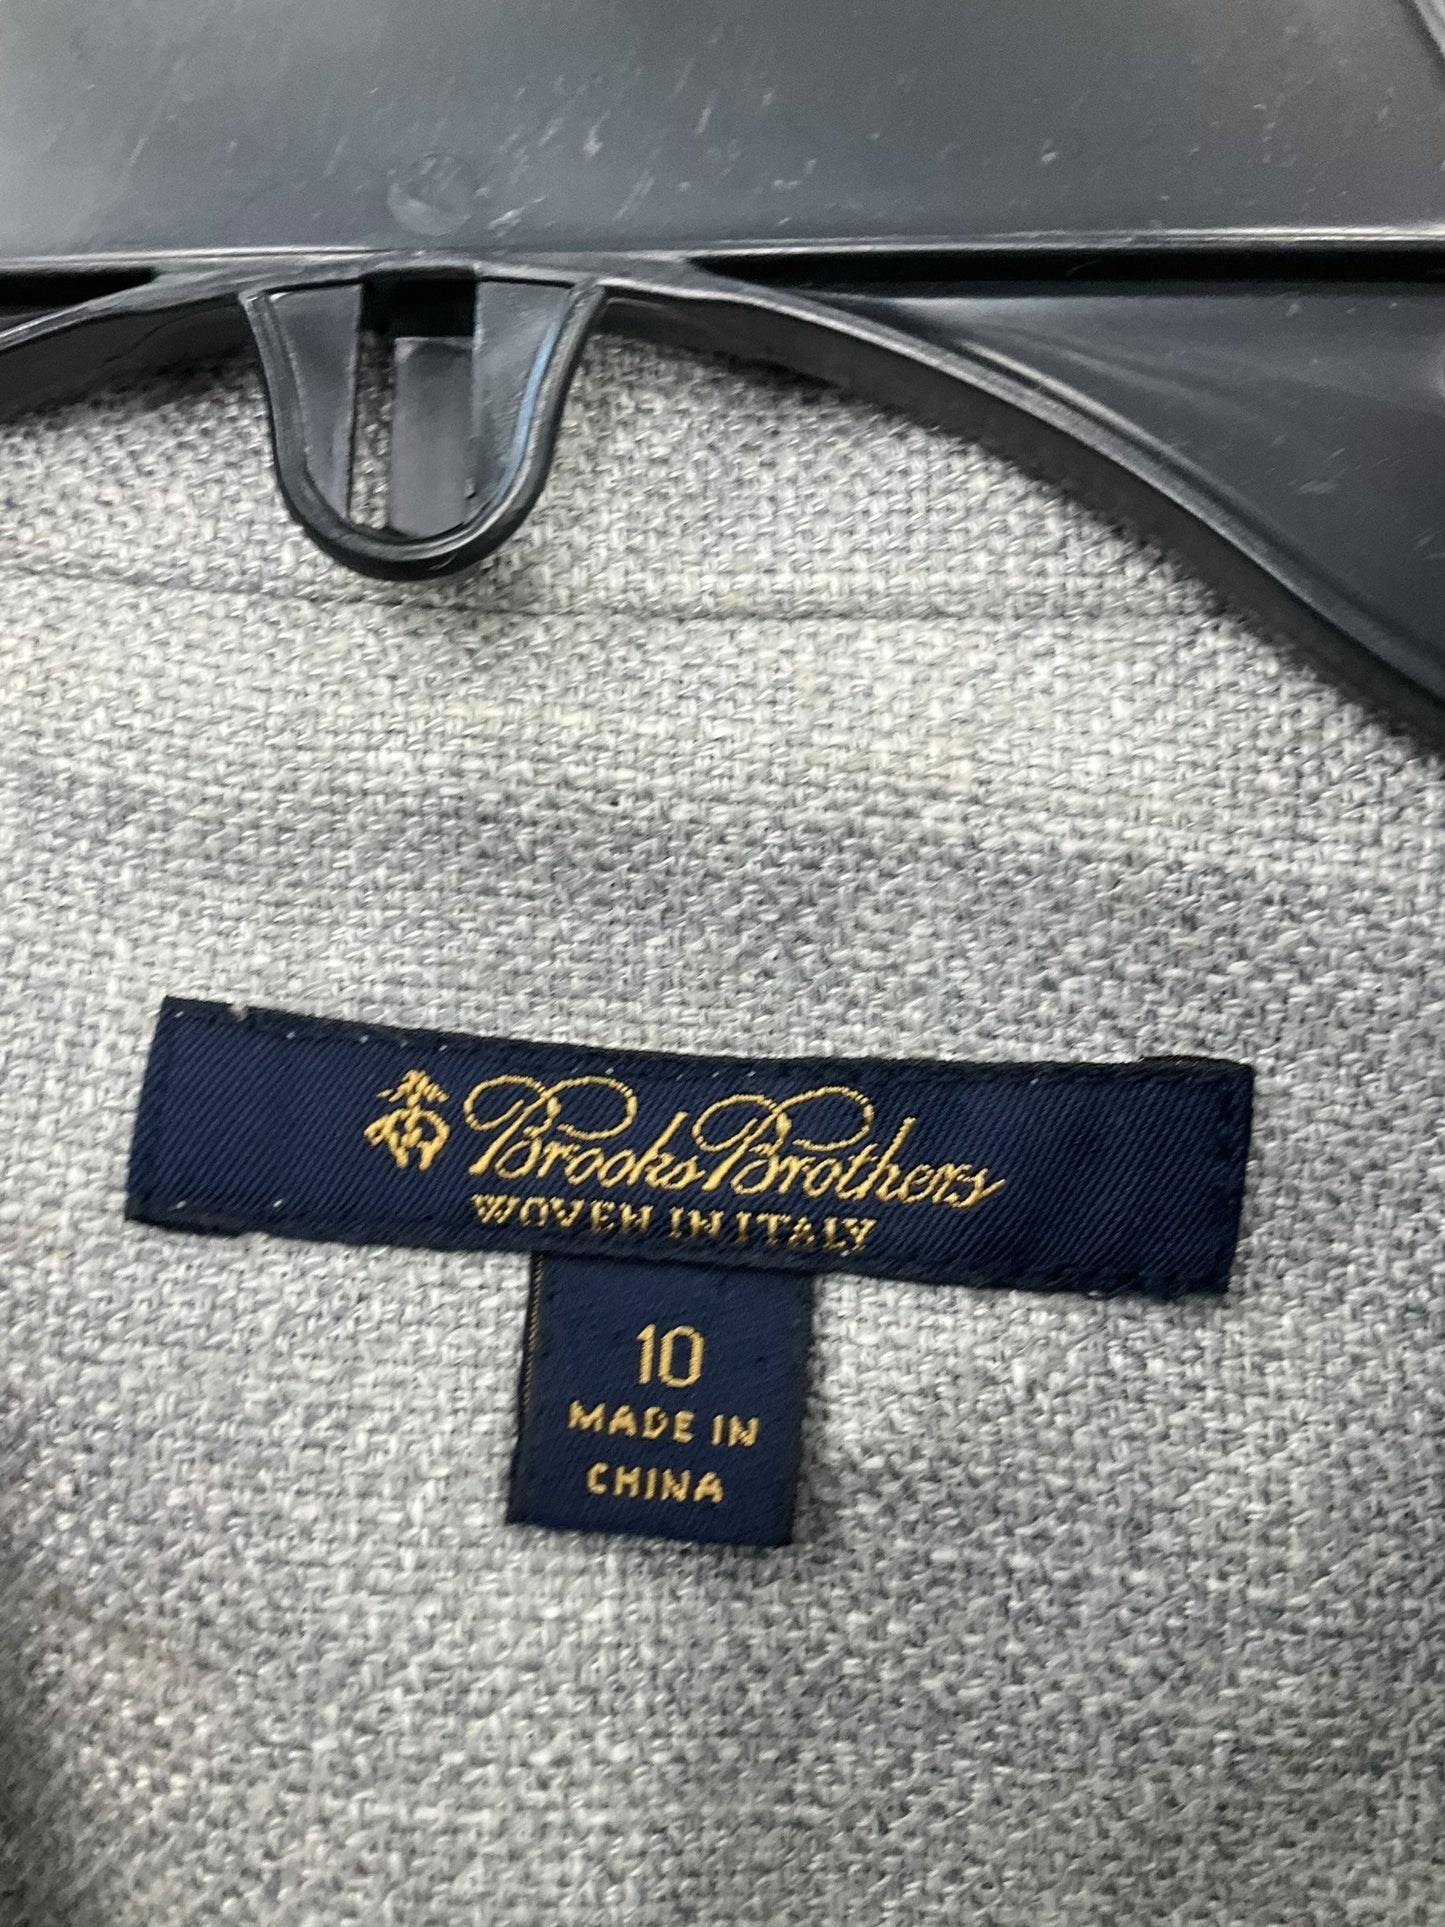 Brooks Brothers
WOVEN IN ITALY
10
MADE IN
CHINA